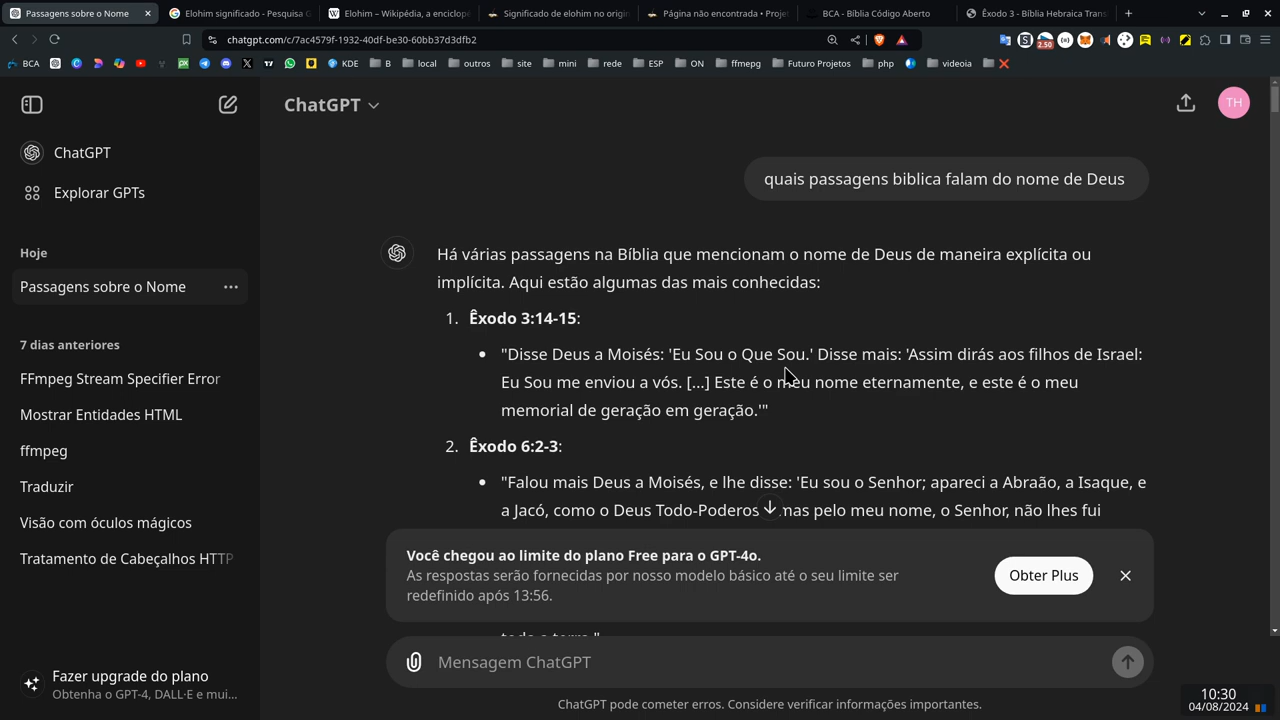 Passagens sobre o Nome
Elohim significado - Pesquisa G
Elohim – Wikipédia, a encicloped
Significado de elohim no origin
Página não encontrada • Projet
BCA - Bíblia Código Aberto
Êxodo 3 - Bíblia Hebraica Trans
chatgpt.com/c/7ac4579f-1932-40df-be30-60bb37d3dfb2
2.50
BCA
KDE
B
local
outros
site
mini
rede
ESP
ON
ffmpeg
Futuro Projetos
php
videoia
ChatGPT
TH
ChatGPT
Explorar GPTs
Hoje
Passagens sobre o Nome
7 dias anteriores
FFmpeg Stream Specifier Error
Mostrar Entidades HTML
ffmpeg
Traduzir
Visão com óculos mágicos
Tratamento de Cabeçalhos HTTP
Fazer upgrade do plano
Obtenha o GPT-4, DALL·E e mui...
quais passagens biblica falam do nome de Deus
Há várias passagens na Bíblia que mencionam o nome de Deus de maneira explícita ou
implícita. Aqui estão algumas das mais conhecidas:
1. Êxodo 3:14-15:
"Disse Deus a Moisés: 'Eu Sou o Que Sou.' Disse mais: 'Assim dirás aos filhos de Israel:
Eu Sou me enviou a vós. [...] Este é o meu nome eternamente, e este é o meu
memorial de geração em geração.'"
2. Êxodo 6:2-3:
"Falou mais Deus a Moisés, e lhe disse: 'Eu sou o Senhor; apareci a Abraão, a Isaque, e
a Jacó, como o Deus Todo-Poderos mas pelo meu nome, o Senhor, não lhes fui
Você chegou ao limite do plano Free para o GPT-4o.
As respostas serão fornecidas por nosso modelo básico até o seu limite ser
redefinido após 13:56.
Obter Plus
toda a terra."
Mensagem ChatGPT
ChatGPT pode cometer erros. Considere verificar informações importantes.
10:30
04/08/2024